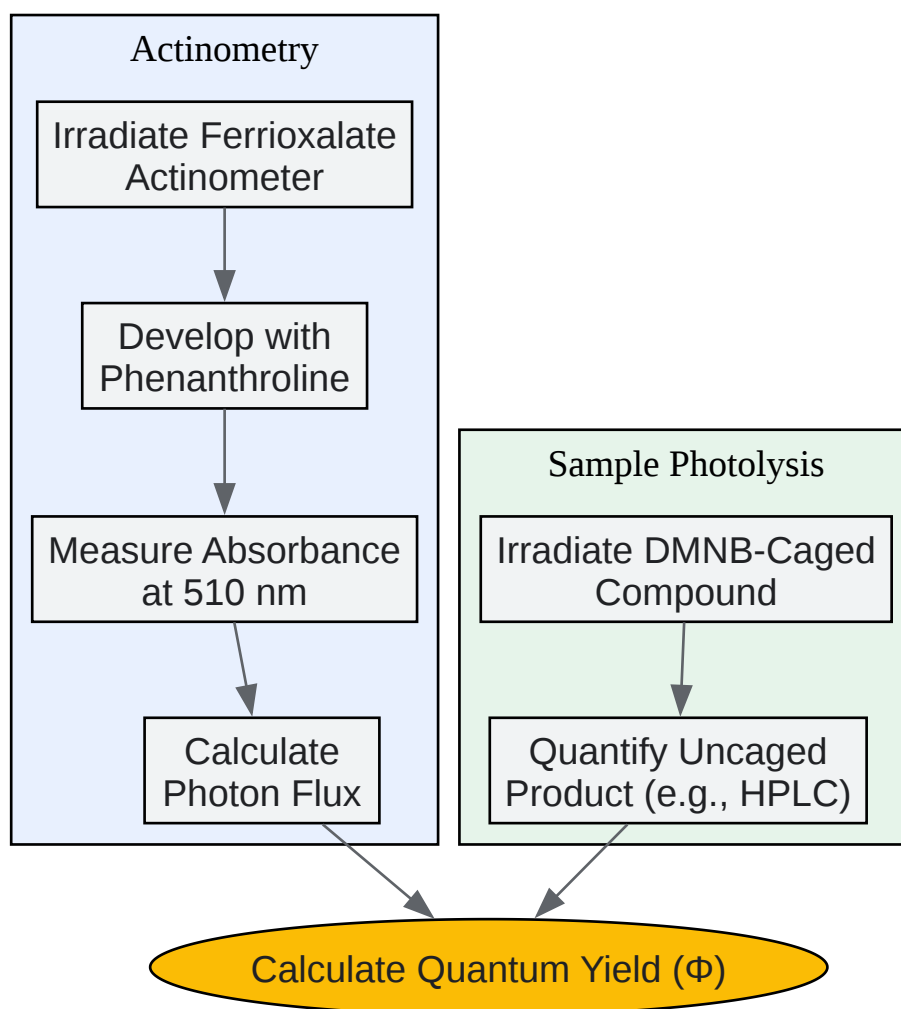 Actinometry
Irradiate Ferrioxalate
Actinometer
Develop with
Phenanthroline
Measure Absorbance
at 510 nm
Calculate
Photon Flux
Sample Photolysis
Irradiate DMNB-Caged
Compound
Quantify Uncaged
Product (e.g., HPLC)
Calculate Quantum Yield (Φ)